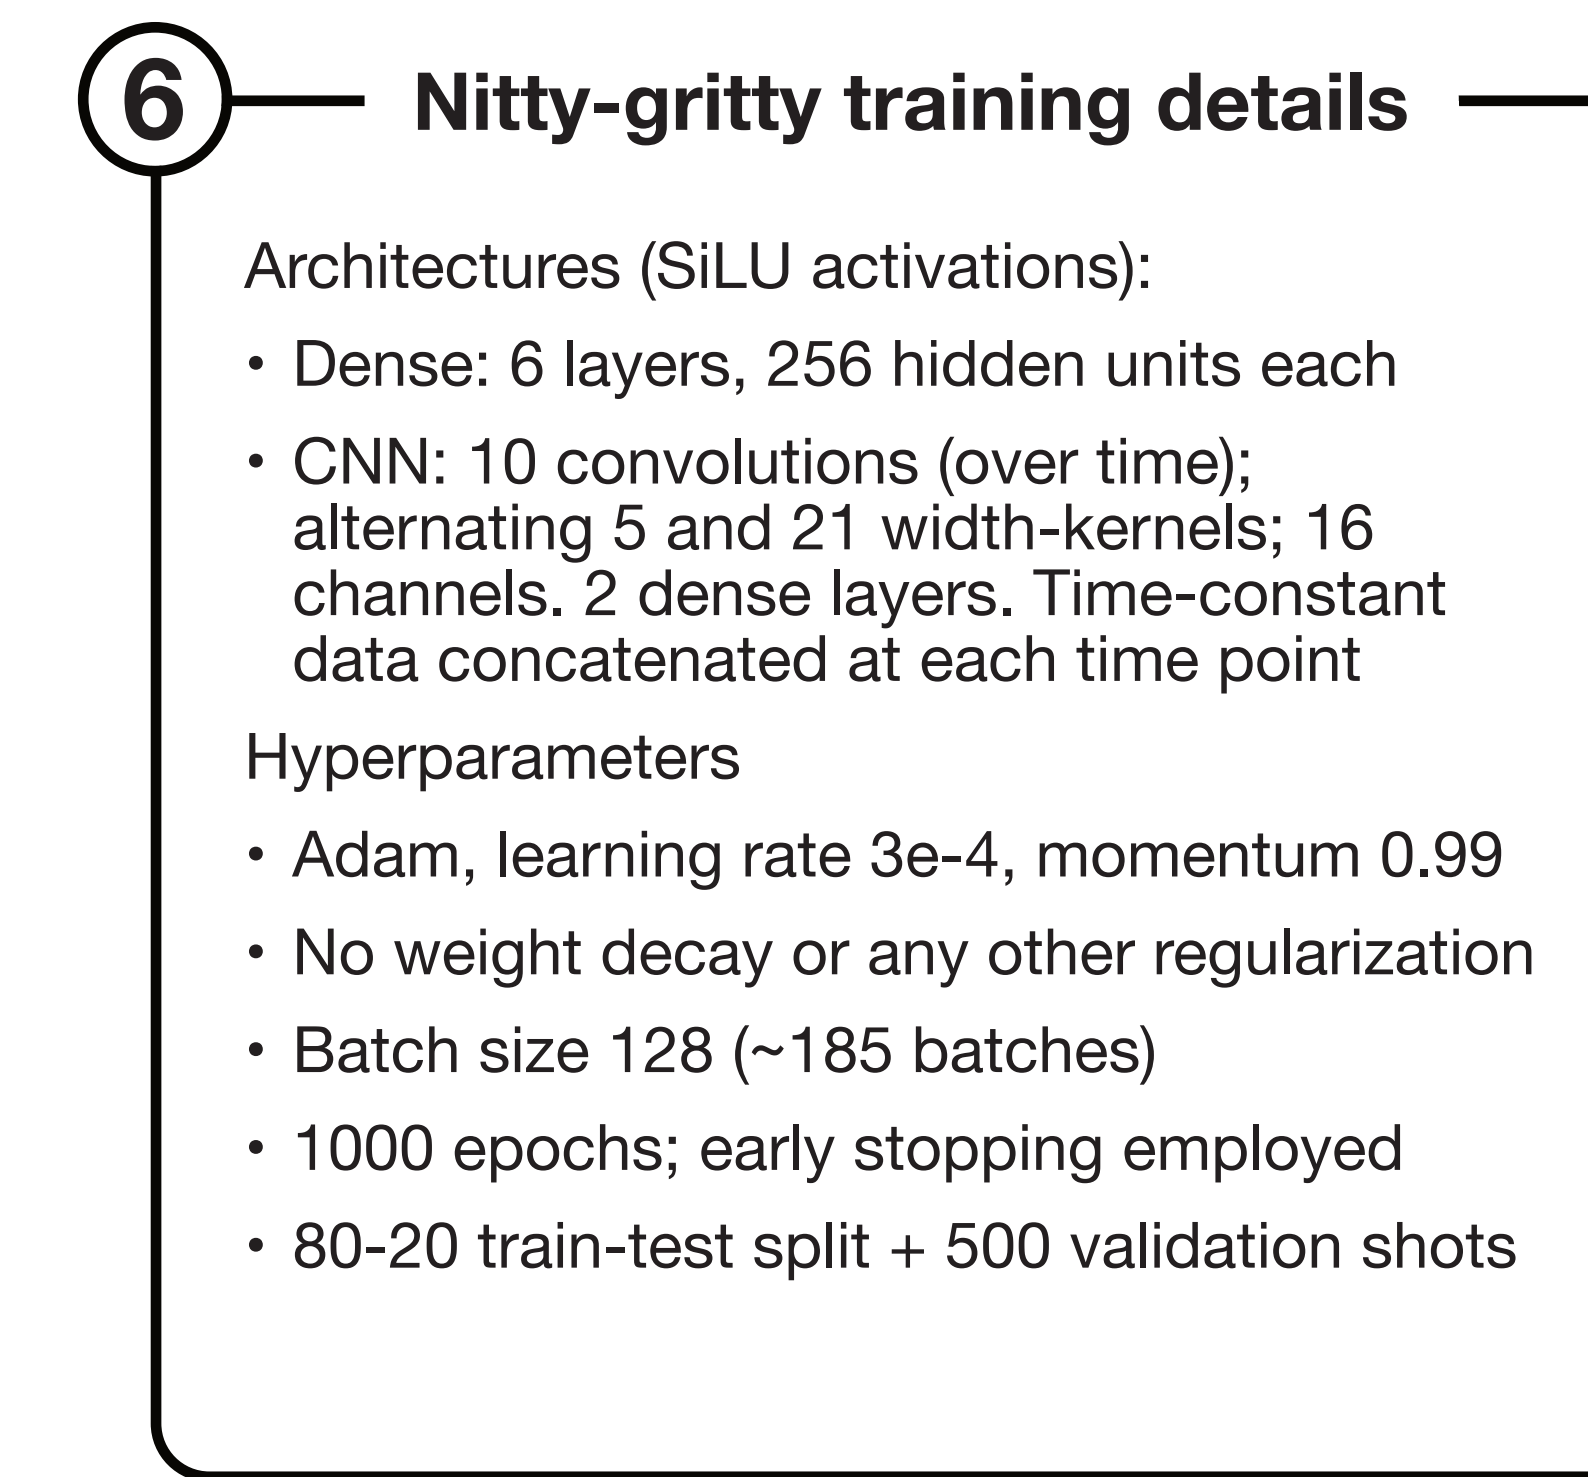 6 Nitty-gritty training details
Architectures (SiLU activations):
• Dense: 6 layers, 256 hidden units each
• CNN: 10 convolutions (over time);
alternating 5 and 21 width-kernels; 16
channels. 2 dense layers. Time-constant
data concatenated at each time point
Hyperparameters
• Adam, learning rate 3e-4, momentum 0.99
• No weight decay or any other regularization
• Batch size 128 (~185 batches)
• 1000 epochs; early stopping employed
• 80-20 train-test split + 500 validation shots